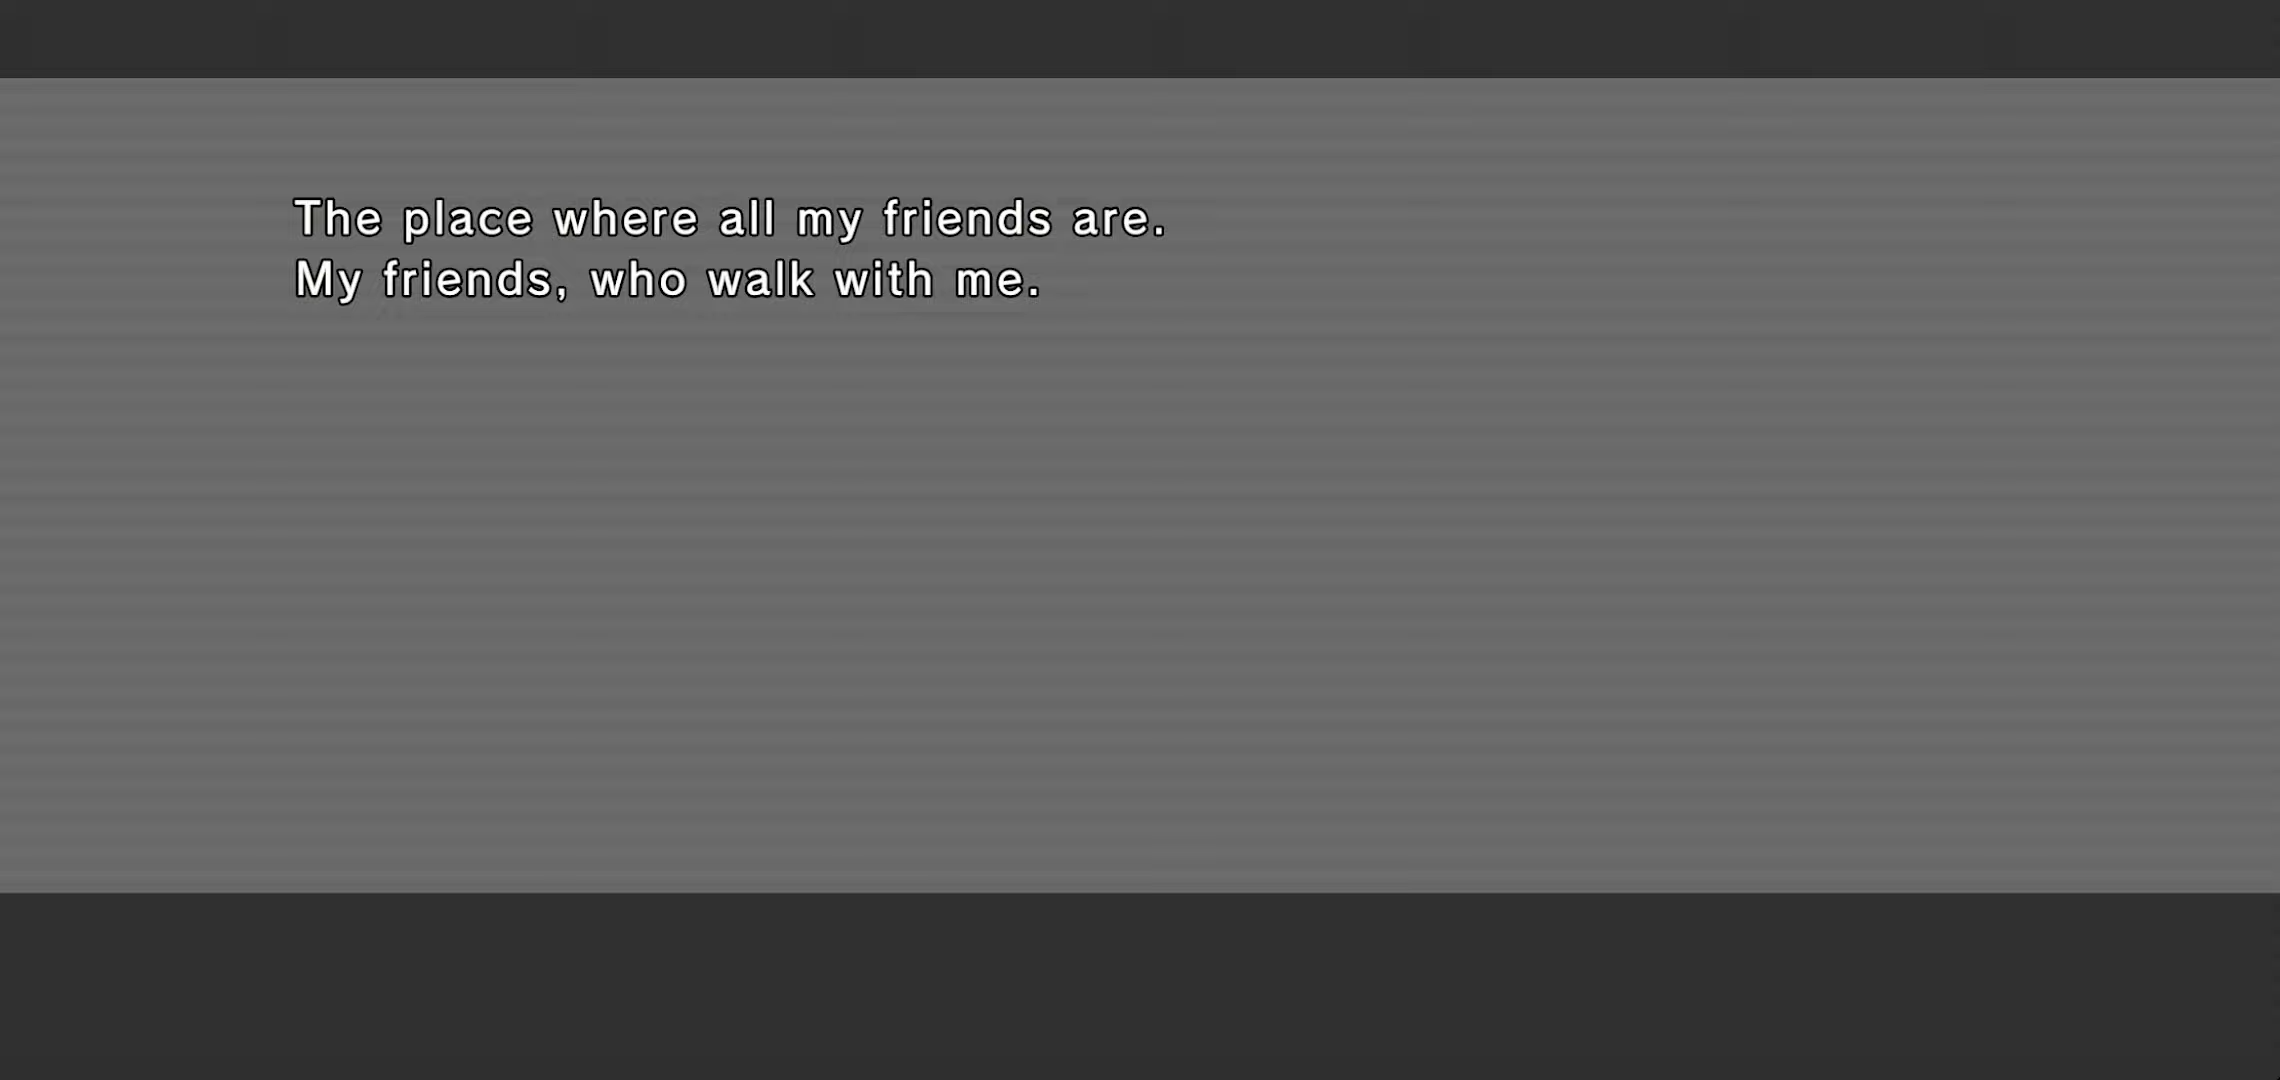 The place where all my friends are.
My friends, who walk with me.